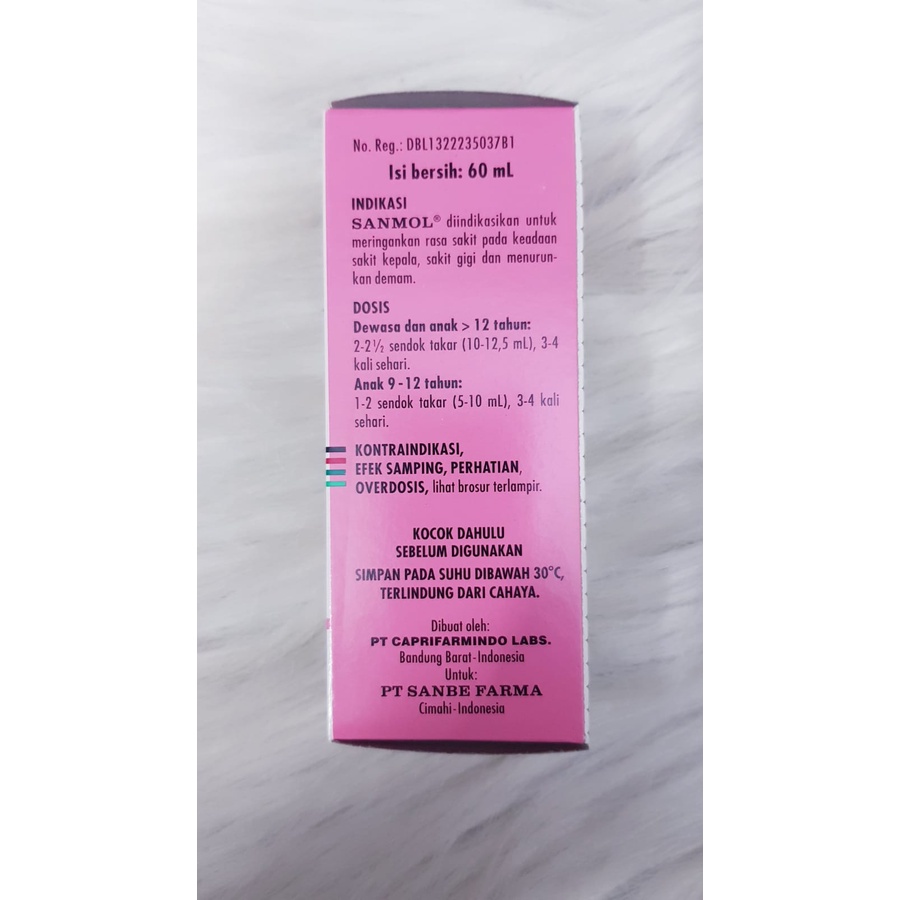 No. Reg.: DBL1322235037B1
Isi bersih: 60 mL
INDIKASI
SANMOL® diindikasikan untuk
meringankan rasa sakit pada keadaan
sakit kepala, sakit gigi dan menurun-
kan demam.
DOSIS
Dewasa dan anak > 12 tahun:
2-2½ sendok takar (10-12,5 mL), 3-4
kali sehari.
Anak 9-12 tahun:
1-2 sendok takar (5-10 mL), 3-4 kali
sehari.
KONTRAINDIKASI,
EFEK SAMPING, PERHATIAN,
OVERDOSIS, lihat brosur terlampir.
KOCOK DAHULU
SEBELUM DIGUNAKAN
SIMPAN PADA SUHU DIBAWAH 30°C,
TERLINDUNG DARI CAHAYA.
Dibuat oleh:
PT CAPRIFARMINDO LABS.
Bandung Barat-Indonesia
Untuk:
PT SANBE FARMA
Cimahi-Indonesia